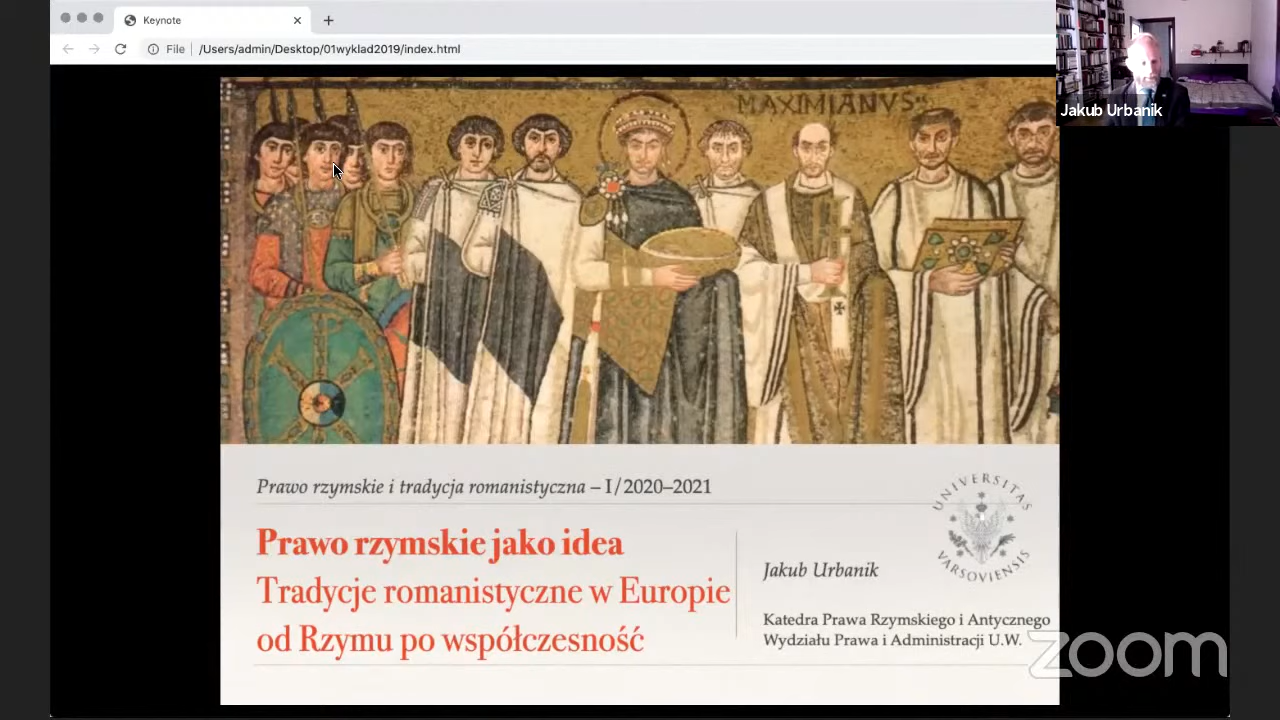 Keynote
File
/Users/admin/Desktop/01wyklad2019/index.html
Jakub Urbanik
MAXIMIANVS
Prawo rzymskie i tradycja romanistyczna – I/2020–2021
Prawo rzymskie jako idea
Tradycje romanistyczne w Europie
od Rzymu po współczesność
UNIVERSITAS
VARSOVIENSIS
Jakub Urbanik
Katedra Prawa Rzymskiego i Antycznego
Wydziału Prawa i Administracji U.W.
zoom